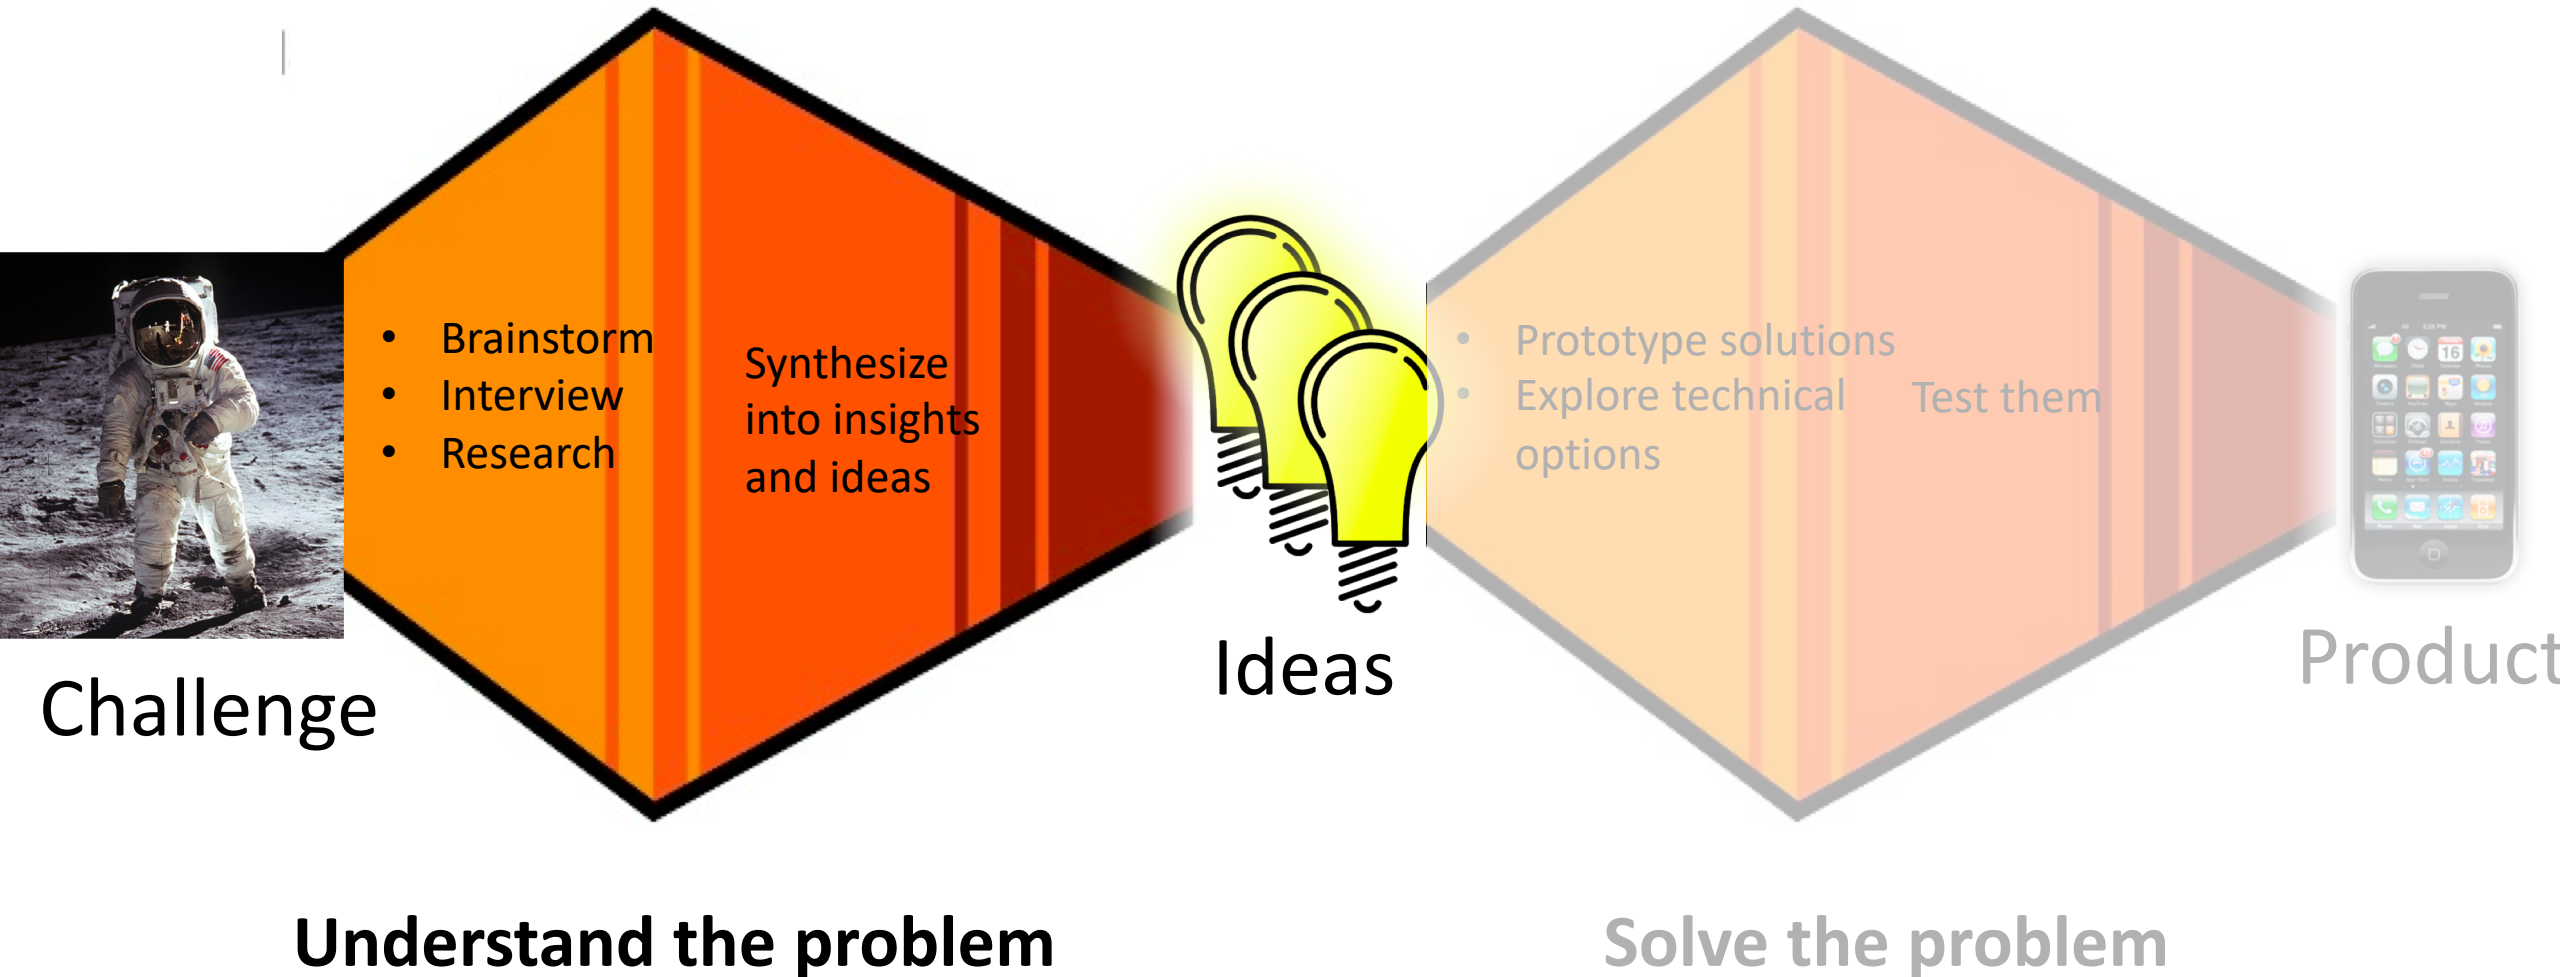 • Brainstorm
• Interview
• Research
Synthesize
into insights
and ideas
• Prototype solutions
• Explore technical
options
Test them
Challenge
Ideas
Product
Understand the problem
Solve the problem
16